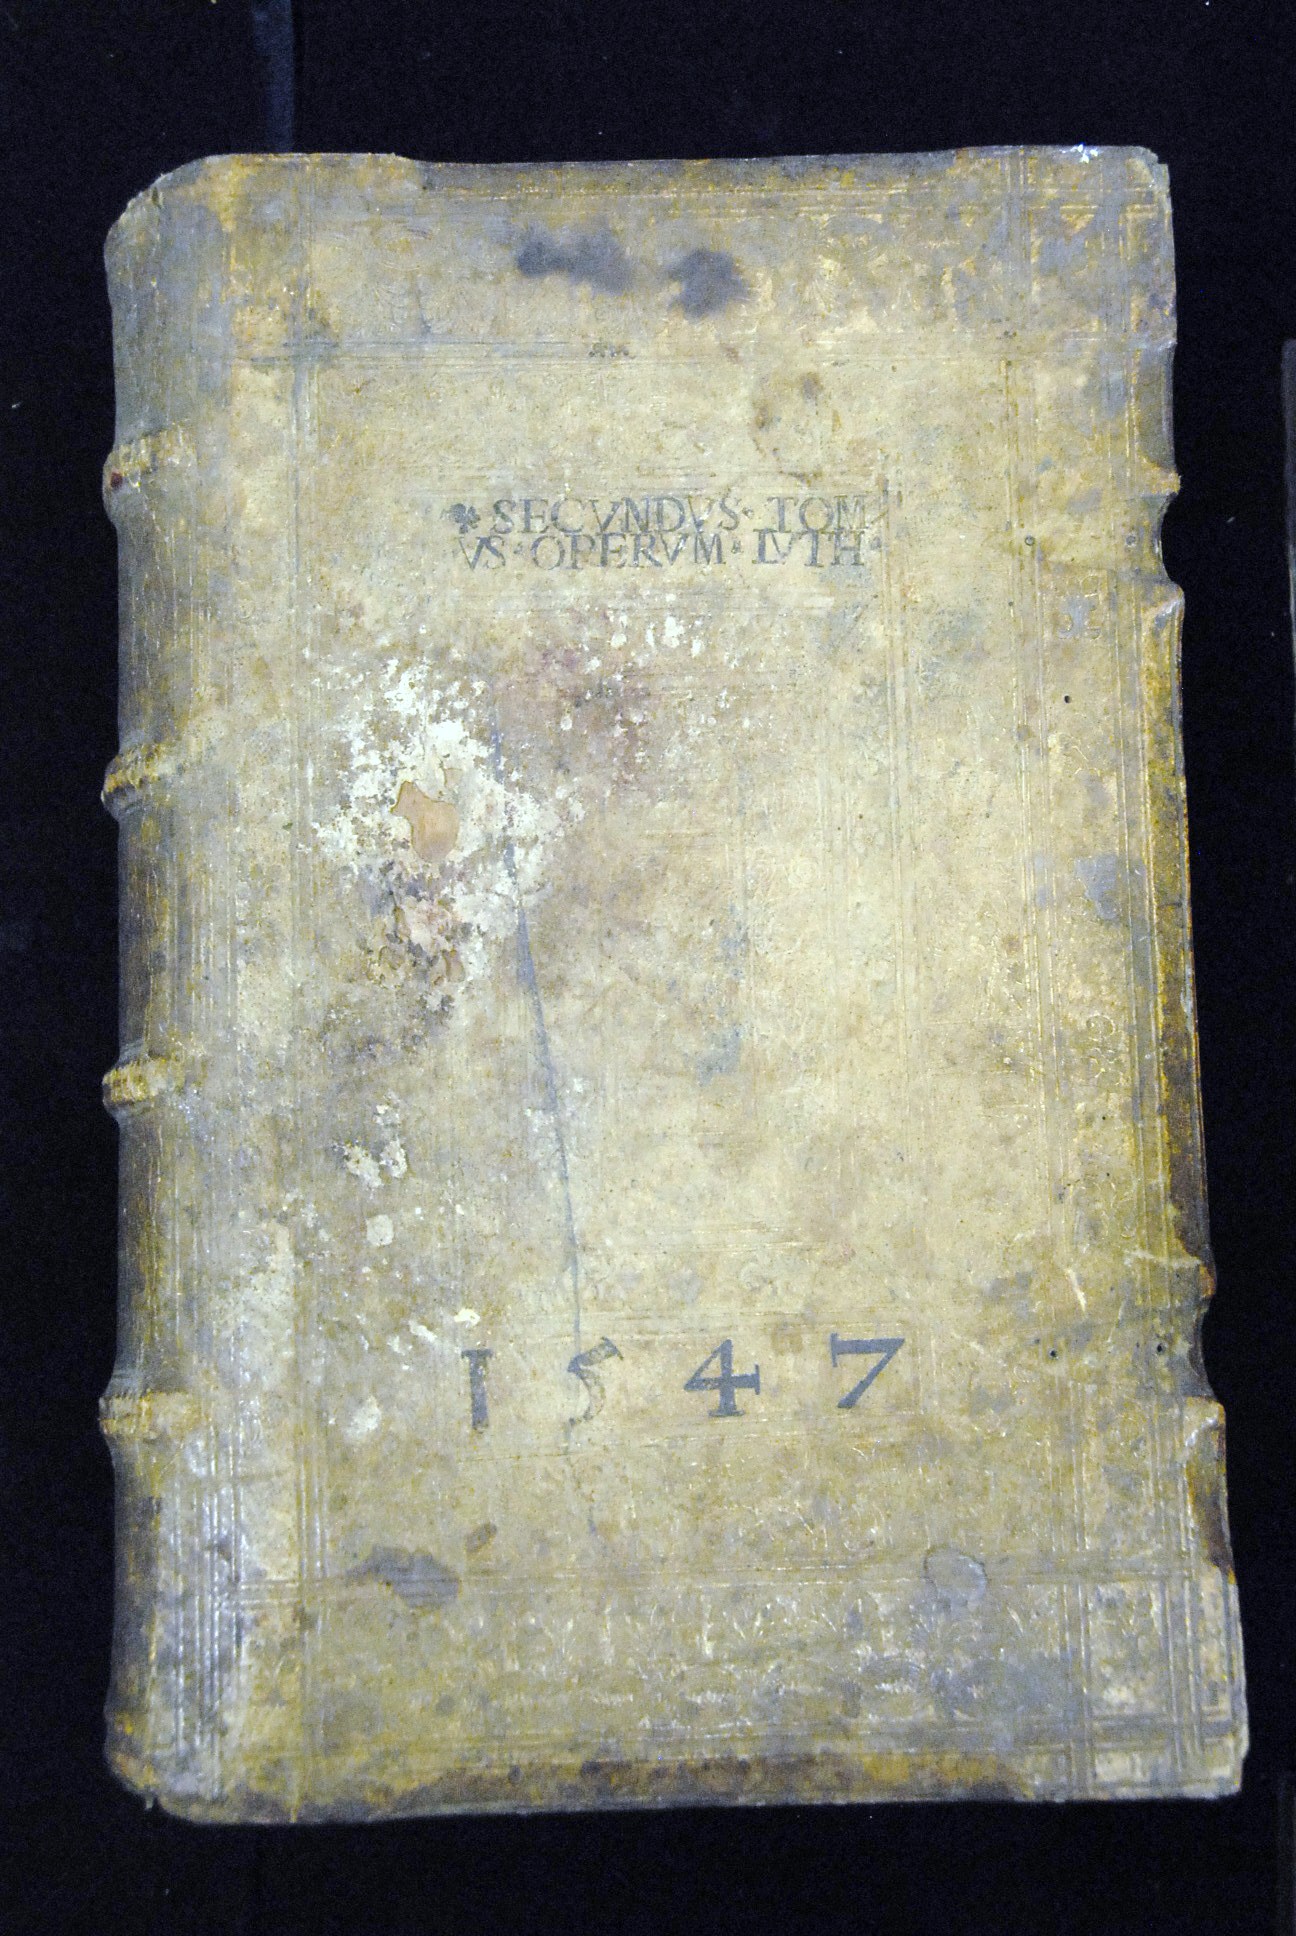 SECVNDVS · TOM
VS · OPERVM · LVTH ·
1547